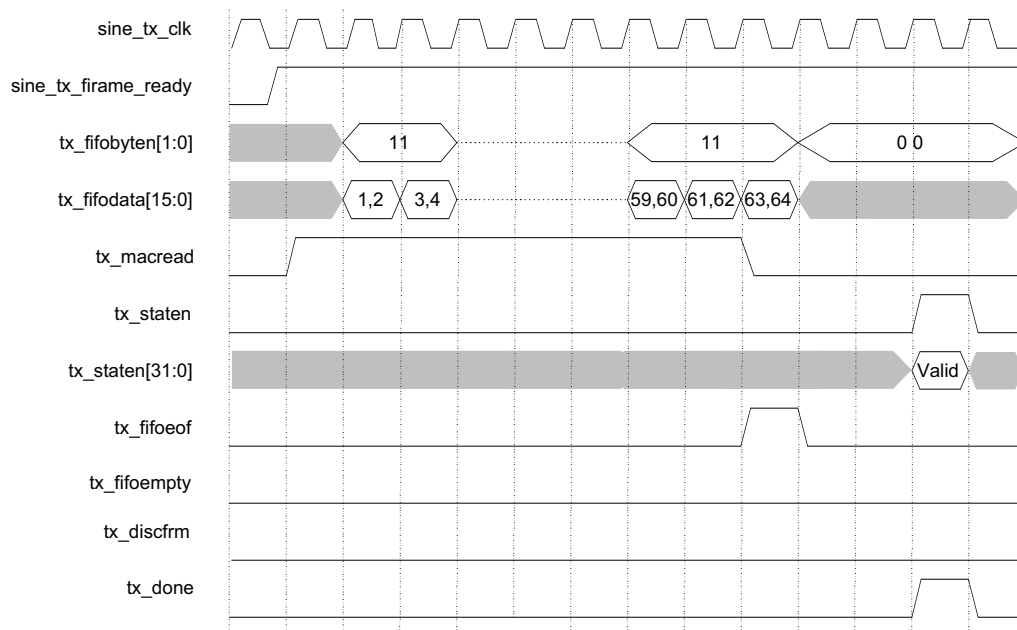 sine_tx_clk
sine_tx_firame_ready
tx_fifobyten[1:0] 11 11 0 0
tx_fifodata[15:0] 1,2 3,4 59,60 61,62 63,64
tx_macread
tx_staten
tx_staten[31:0] Valid
tx_fifoeof
tx_fifoempty
tx_discfrm
tx_done